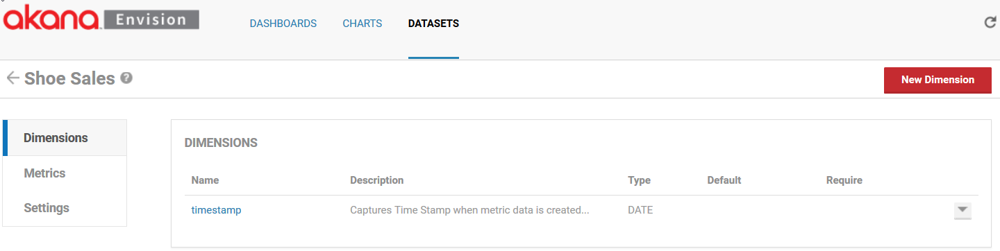 akana Envision DASHBOARDS CHARTS DATASETS
Shoe Sales ?
New Dimension
Dimensions
Metrics
Settings
DIMENSIONS
Name Description Type Default Require
timestamp Captures Time Stamp when metric data is created... DATE